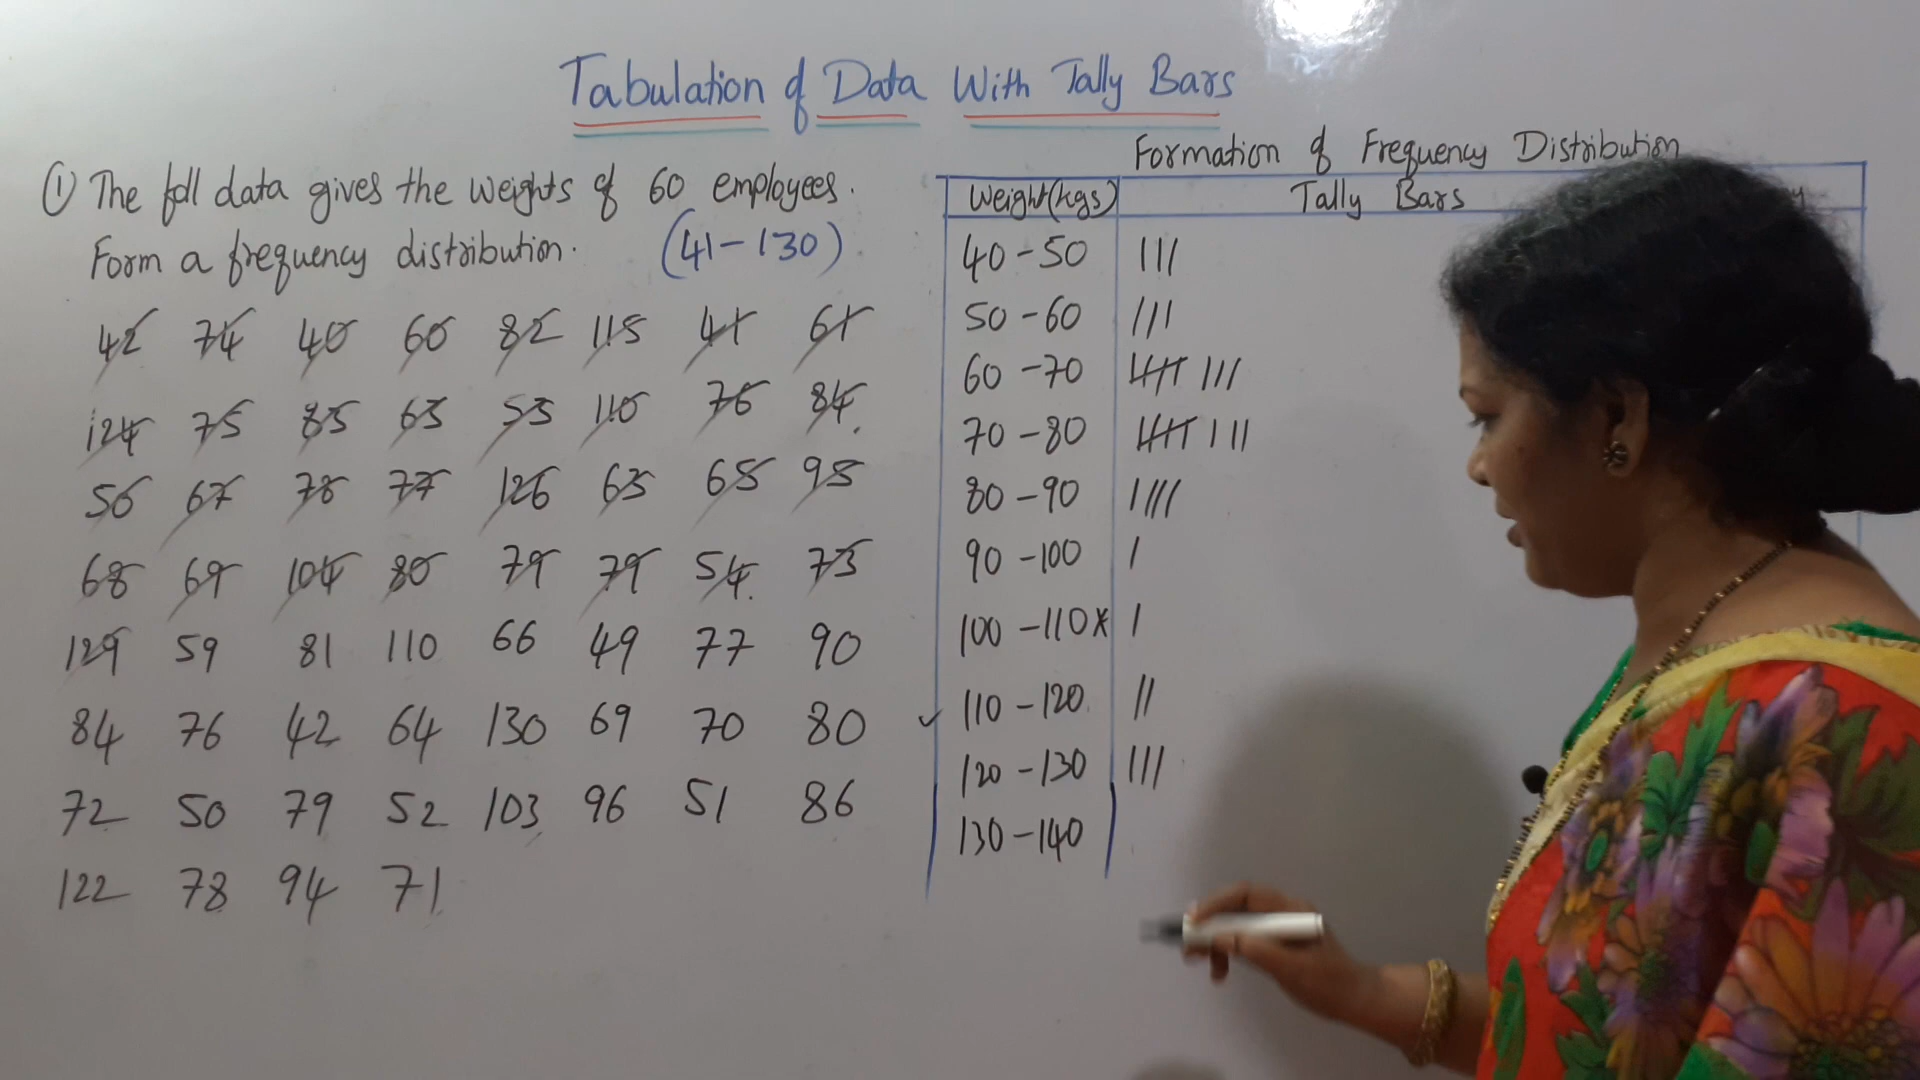 Tabulation of Data With Tally Bars
① The foll data gives the weights of 60 employees.
Form a frequency distribution. (41-130)
42 74 40 60 82 115 41 61
124 75 85 63 53 110 76 84.
56 67 78 77 126 63 65 95
68 69 104 80 79 79 54. 73
129 59 81 110 66 49 77 90
84 76 42 64 130 69 70 80
72 50 79 52 103 96 51 86
122 78 94 71
Formation of Frequency Distribution
Weight(kgs) Tally Bars
40-50 |||
50-60 |||
60-70 |||| |||
70-80 |||| |||
80-90 ||||
90-100 |
100-110* |
✓ 110-120 ||
120-130 |||
130-140